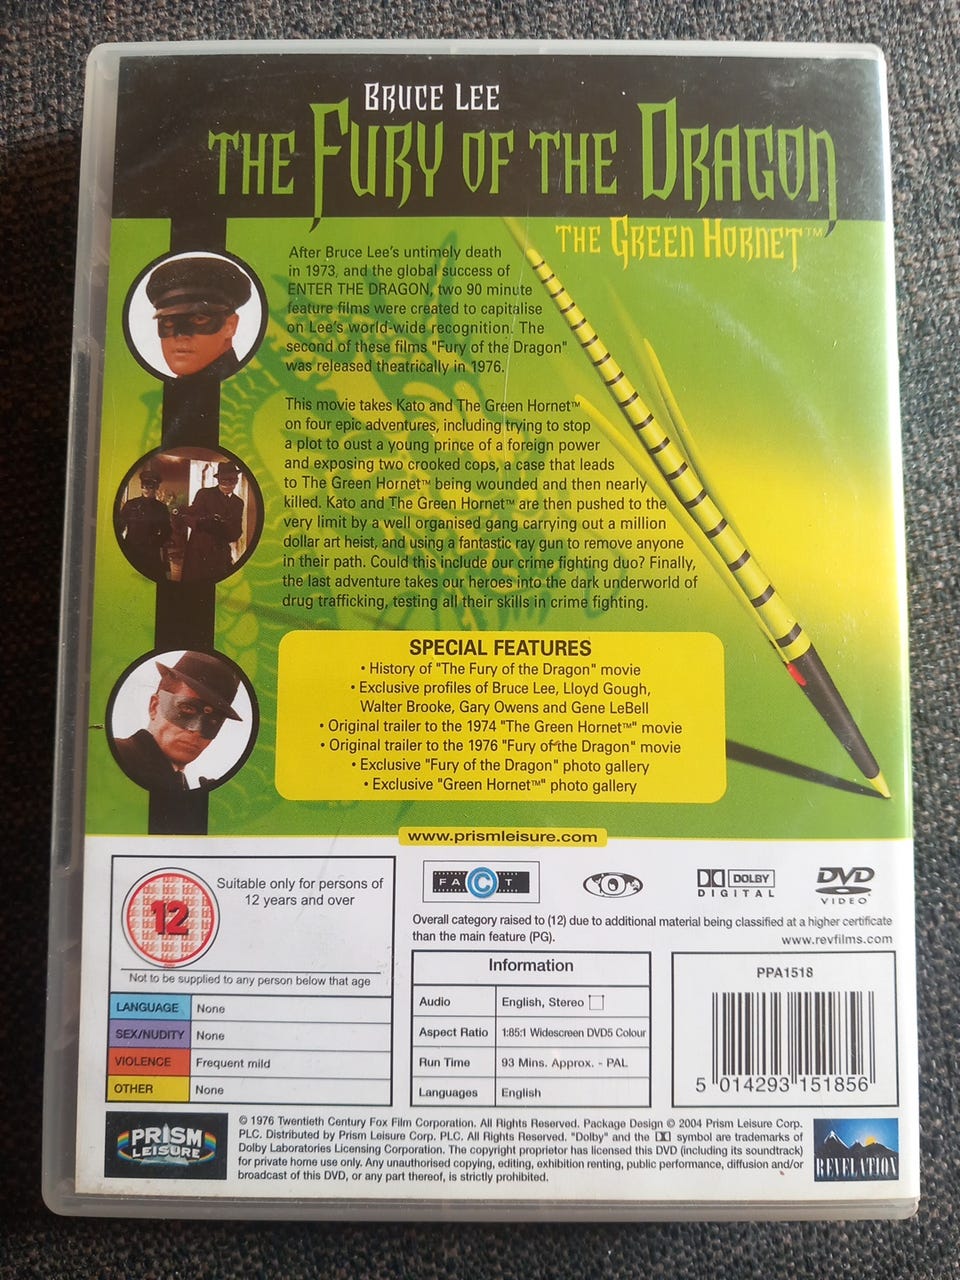 BRUCE LEE
THE FURY OF THE DRAGON
THE GREEN HORNET™
After Bruce Lee's untimely death
in 1973, and the global success of
ENTER THE DRAGON, two 90 minute
feature films were created to capitalise
on Lee's world-wide recognition. The
second of these films "Fury of the Dragon"
was released theatrically in 1976.
This movie takes Kato and The Green Hornet™
on four epic adventures, including trying to stop
a plot to oust a young prince of a foreign power
and exposing two crooked cops, a case that leads
to The Green Hornet™ being wounded and then nearly
killed. Kato and The Green Hornet™ are then pushed to the
very limit by a well organised gang carrying out a million
dollar art heist, and using a fantastic ray gun to remove anyone
in their path. Could this include our crime fighting duo? Finally,
the last adventure takes our heroes into the dark underworld of
drug trafficking, testing all their skills in crime fighting.
SPECIAL FEATURES
• History of "The Fury of the Dragon" movie
• Exclusive profiles of Bruce Lee, Lloyd Gough,
Walter Brooke, Gary Owens and Gene LeBell
• Original trailer to the 1974 "The Green Hornet™" movie
• Original trailer to the 1976 "Fury of the Dragon" movie
• Exclusive "Fury of the Dragon" photo gallery
• Exclusive "Green Hornet™" photo gallery
www.prismleisure.com
12
Suitable only for persons of
12 years and over
Not to be supplied to any person below that age
LANGUAGE None
SEX/NUDITY None
VIOLENCE Frequent mild
OTHER None
FACT
DOLBY
DIGITAL
DVD
VIDEO
Overall category raised to (12) due to additional material being classified at a higher certificate
than the main feature (PG).
www.revfilms.com
Information
Audio English, Stereo
Aspect Ratio 1:85:1 Widescreen DVD5 Colour
Run Time 93 Mins. Approx. - PAL
Languages English
PPA1518
5 014293 151856
PRISM
LEISURE
© 1976 Twentieth Century Fox Film Corporation. All Rights Reserved. Package Design © 2004 Prism Leisure Corp.
PLC. Distributed by Prism Leisure Corp. PLC. All Rights Reserved. "Dolby" and the symbol are trademarks of
Dolby Laboratories Licensing Corporation. The copyright proprietor has licensed this DVD (including its soundtrack)
for private home use only. Any unauthorised copying, editing, exhibition renting, public performance, diffusion and/or
broadcast of this DVD, or any part thereof, is strictly prohibited.
REVELATION